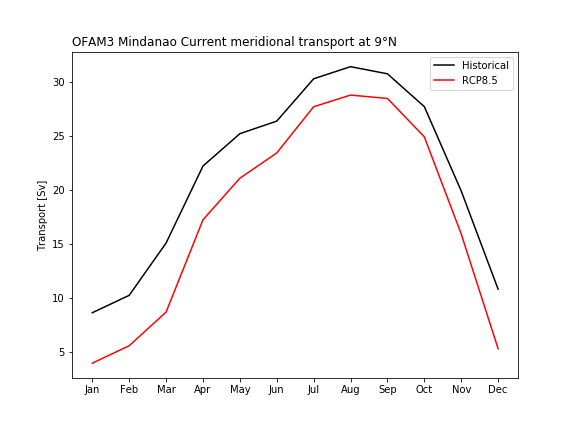 OFAM3 Mindanao Current meridional transport at 9°N
Historical
RCP8.5
Transport [Sv]
30
25
20
15
10
5
Jan Feb Mar Apr May Jun Jul Aug Sep Oct Nov Dec